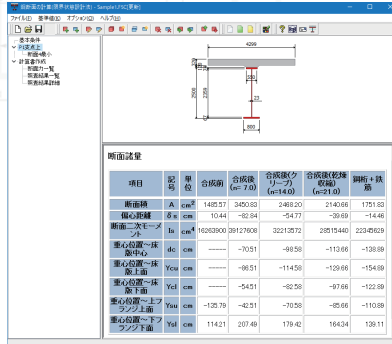 鋼断面の計算(限界状態設計法) - Sample1.F9C[更新]
ファイル(F) 基準値(K) オプション(O) ヘルプ(H)
基本条件
PI支点上
断面4最小
計算書作成
断面力一覧
照査結果一覧
照査結果詳細
4299
550
2500
2356
23
800
断面諸量
項目 記号 単位 合成前 合成後(n= 7.0) 合成後(クリープ)(n=14.0) 合成後(乾燥収縮)(n=21.0) 鋼桁＋鉄筋
断面積 A cm2 1485.57 3450.83 2468.20 2140.66 1751.83
偏心距離 δs cm 10.44 -82.84 -54.77 -39.69 -14.46
断面二次モーメント Is cm4 16263900 39127608 32213572 28515440 22345629
重心位置～床版中心 dc cm ----- -70.51 -98.58 -113.66 -138.89
重心位置～床版上面 Ycu cm ----- -86.51 -114.58 -129.66 -154.89
重心位置～床版下面 Ycl cm ----- -54.51 -82.58 -97.66 -122.89
重心位置～上フランジ上面 Ysu cm -135.79 -42.51 -70.58 -85.66 -110.89
重心位置～下フランジ下面 Ysl cm 114.21 207.49 179.42 164.34 139.11